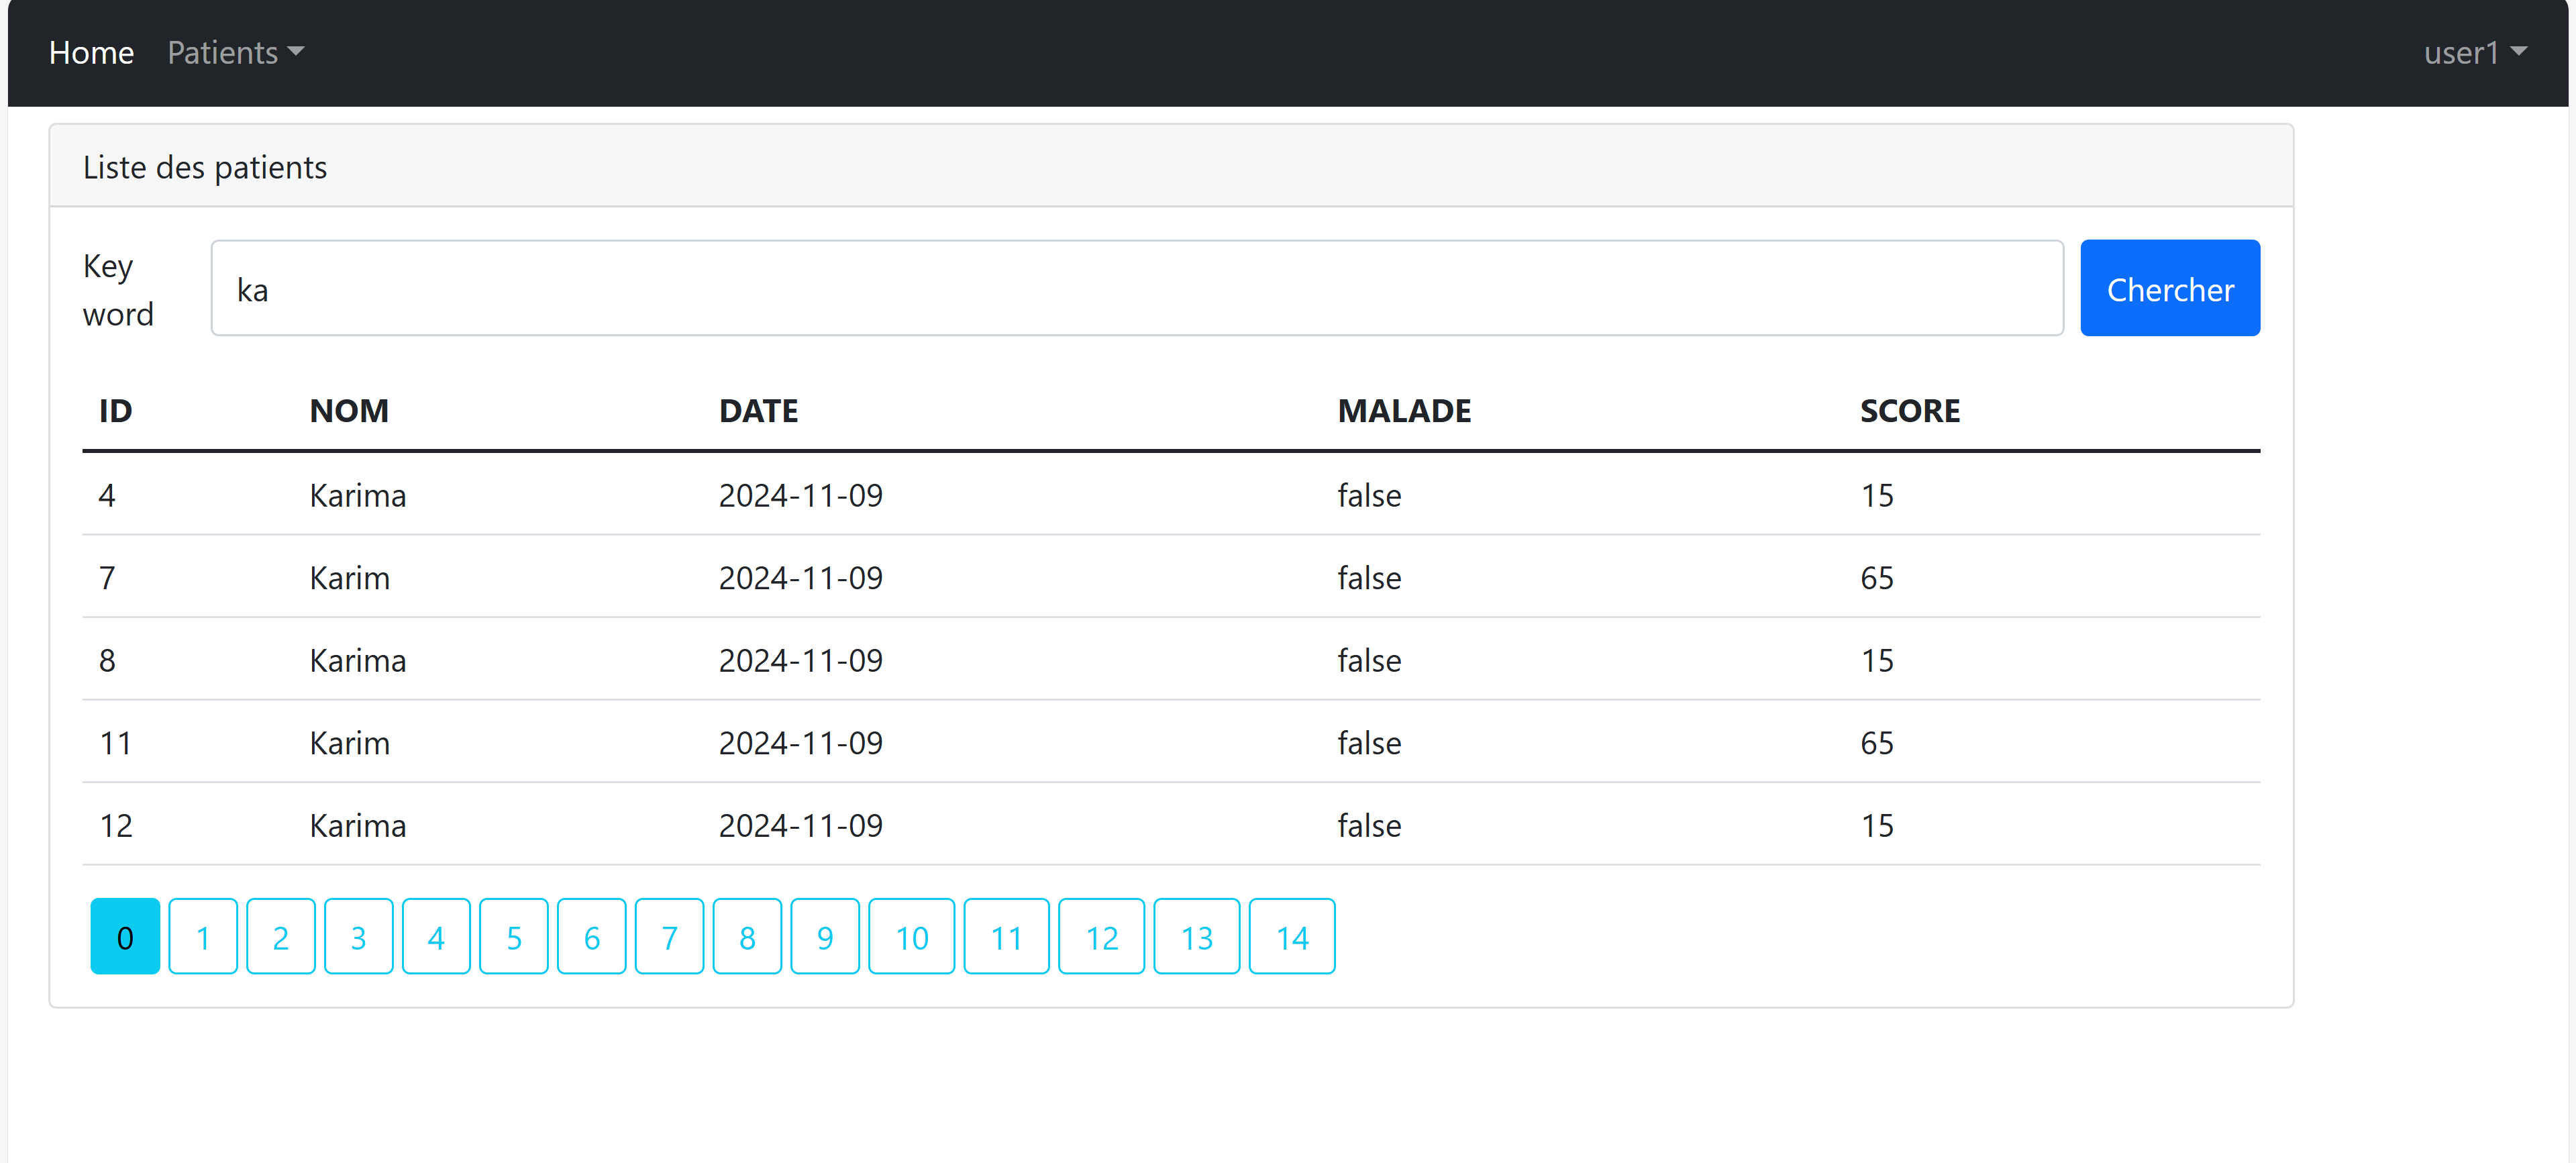 Home Patients user1
Liste des patients
Key
word
ka
Chercher
ID NOM DATE MALADE SCORE
4 Karima 2024-11-09 false 15
7 Karim 2024-11-09 false 65
8 Karima 2024-11-09 false 15
11 Karim 2024-11-09 false 65
12 Karima 2024-11-09 false 15
0 1 2 3 4 5 6 7 8 9 10 11 12 13 14